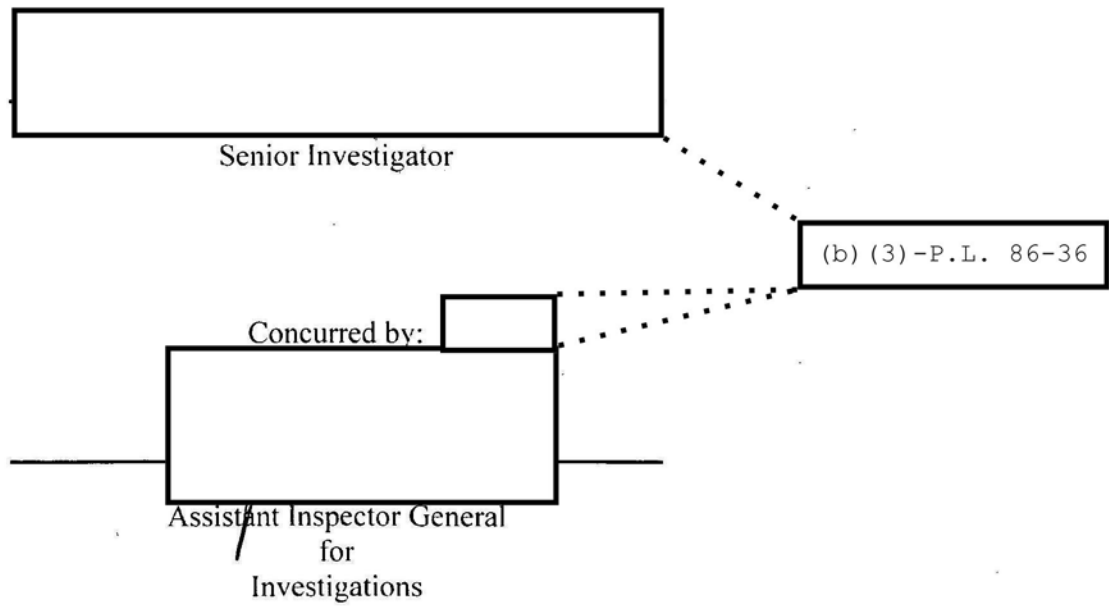 Senior Investigator
(b)(3)-P.L. 86-36
Concurred by:
Assistant Inspector General
for
Investigations